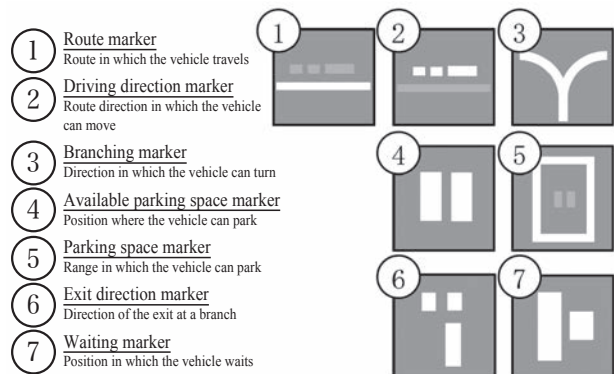 1
Route marker
Route in which the vehicle travels
2
Driving direction marker
Route direction in which the vehicle
can move
3
Branching marker
Direction in which the vehicle can turn
4
Available parking space marker
Position where the vehicle can park
5
Parking space marker
Range in which the vehicle can park
6
Exit direction marker
Direction of the exit at a branch
7
Waiting marker
Position in which the vehicle waits
1
2
3
4
5
6
7